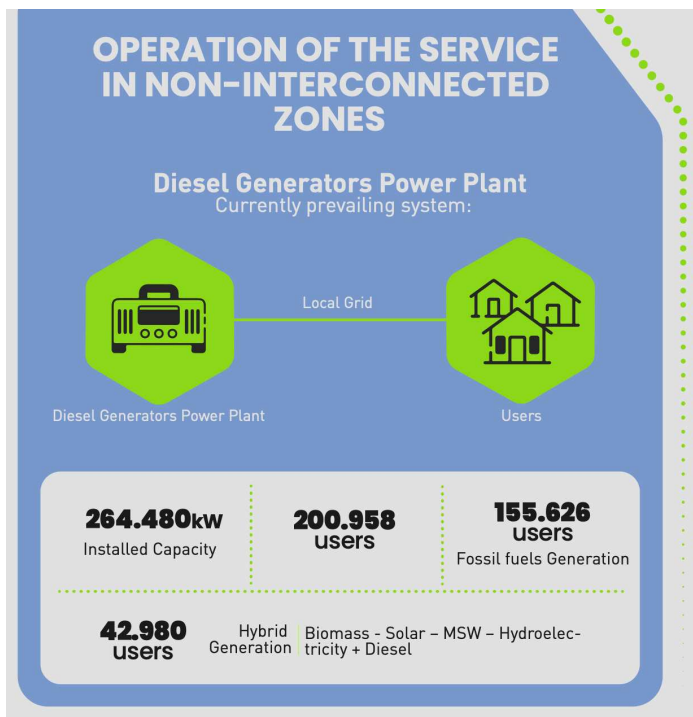 OPERATION OF THE SERVICE
IN NON-INTERCONNECTED
ZONES
Diesel Generators Power Plant
Currently prevailing system:
Local Grid
Diesel Generators Power Plant
Users
264.480kW
Installed Capacity
200.958
users
155.626
users
Fossil fuels Generation
42.980
users
Hybrid
Generation
Biomass - Solar – MSW – Hydroelec-
tricity + Diesel